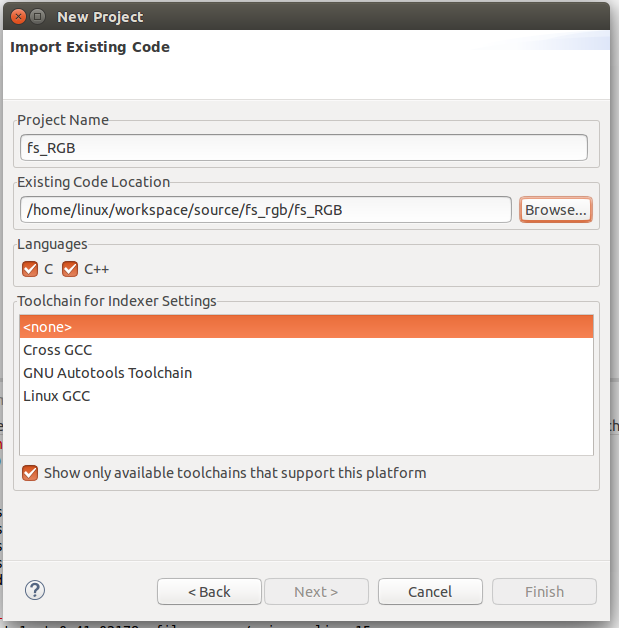 New Project
Import Existing Code
Project Name
fs_RGB
Existing Code Location
/home/linux/workspace/source/fs_rgb/fs_RGB
Browse...
Languages
C
C++
Toolchain for Indexer Settings
<none>
Cross GCC
GNU Autotools Toolchain
Linux GCC
Show only available toolchains that support this platform
?
< Back
Next >
Cancel
Finish